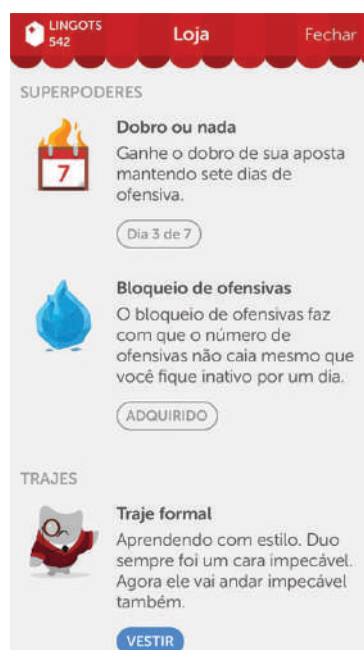 LINGOTS
542
Loja
Fechar
SUPERPODERES
Dobro ou nada
Ganhe o dobro de sua aposta
mantendo sete dias de
ofensiva.
7
Dia 3 de 7
Bloqueio de ofensivas
O bloqueio de ofensivas faz
com que o número de
ofensivas não caia mesmo que
você fique inativo por um dia.
ADQUIRIDO
TRAJES
Traje formal
Aprendendo com estilo. Duo
sempre foi um cara impecável.
Agora ele vai andar impecável
também.
VESTIR